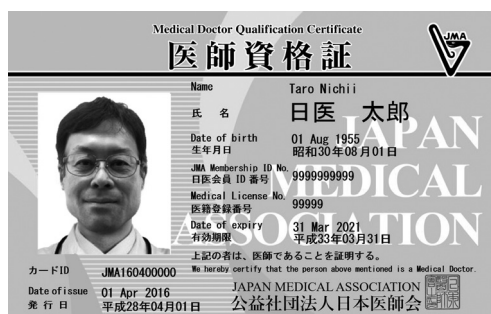 Medical Doctor Qualification Certificate
医師資格証
JMA
Name Taro Nichii
氏 名 日医 太郎
Date of birth 01 Aug 1955
生年月日 昭和30年08月01日
JMA Membership ID No.
日医会員 ID 番号 9999999999
Medical License No.
医籍登録番号 99999
Date of expiry 31 Mar 2021
有効期限 平成33年03月31日
上記の者は、医師であることを証明する。
We hereby certify that the person above mentioned is a Medical Doctor.
カードID JMA160400000
Date of issue 01 Apr 2016
発 行 日 平成28年04月01日
JAPAN MEDICAL ASSOCIATION
公益社団法人日本医師会
JAPAN
MEDICAL
ASSOCIATION